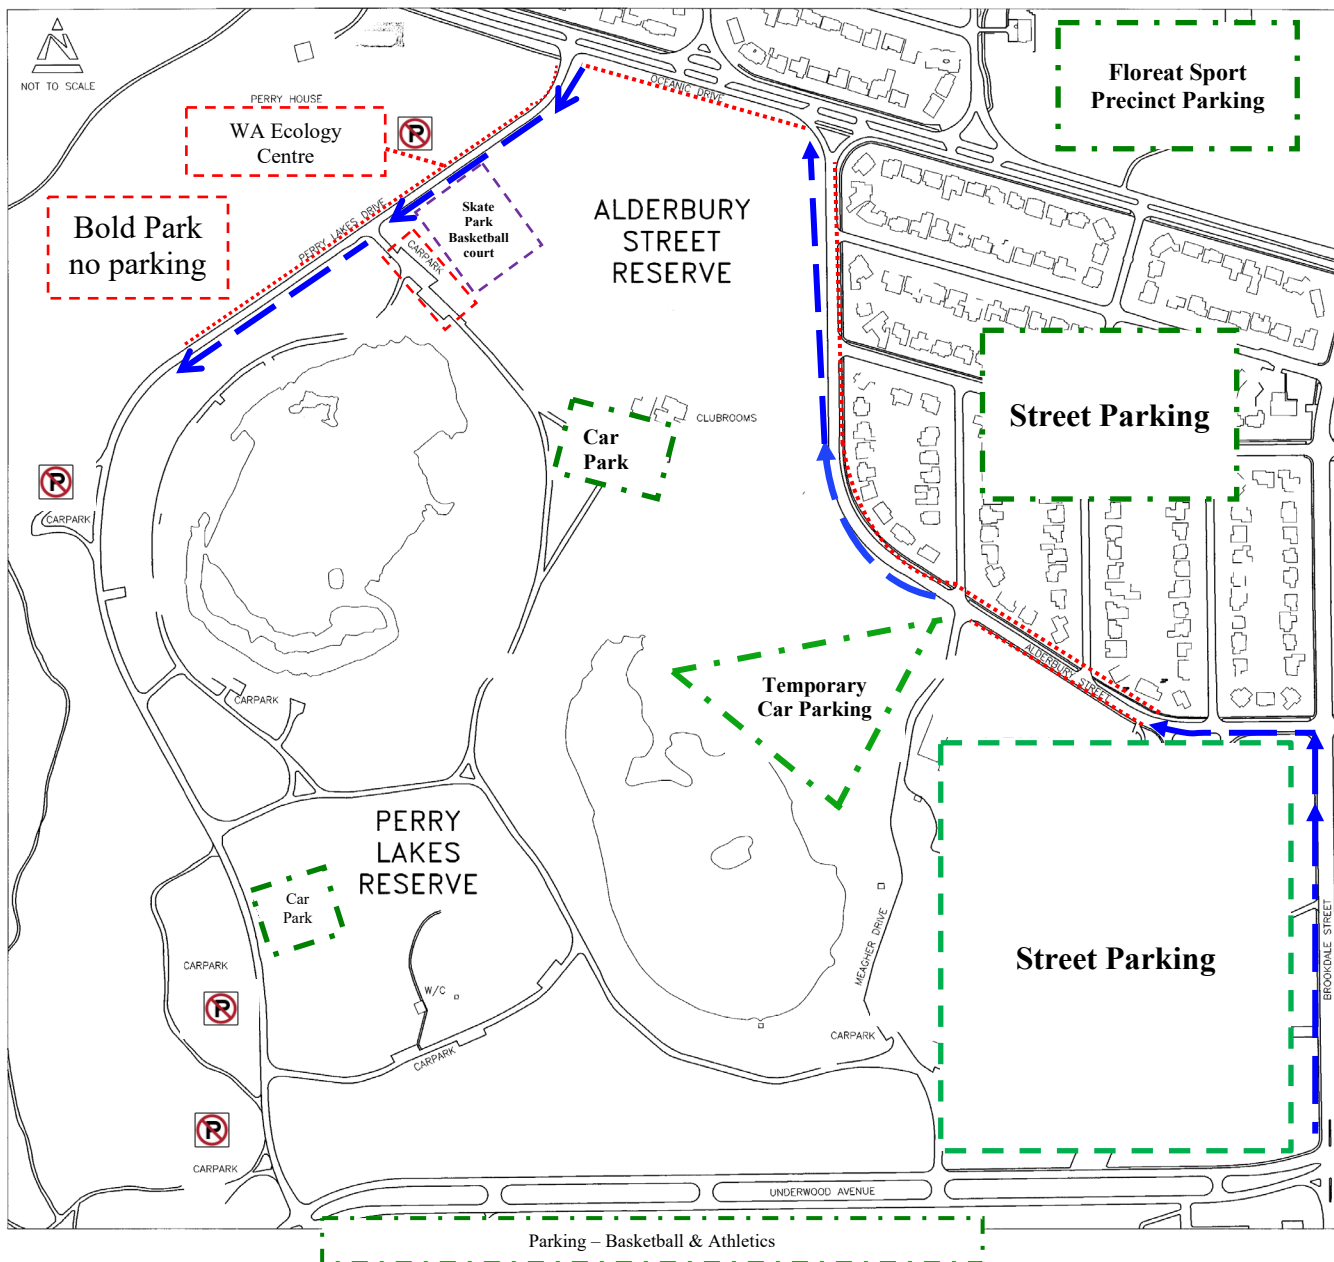 NOT TO SCALE
PERRY HOUSE
WA Ecology
Centre
P
Bold Park
no parking
PERRY LAKES DRIVE
CARPARK
Skate
Park
Basketball
court
OCEANIC DRIVE
Floreat Sport
Precinct Parking
ALDERBURY
STREET
RESERVE
Street Parking
CLUBROOMS
Car
Park
P
CARPARK
CARPARK
Temporary
Car Parking
ALDERBURY STREET
PERRY
LAKES
RESERVE
Car
Park
CARPARK
P
W/C
CARPARK
MEAGHER DRIVE
CARPARK
Street Parking
BROOKDALE STREET
P
CARPARK
UNDERWOOD AVENUE
Parking – Basketball & Athletics